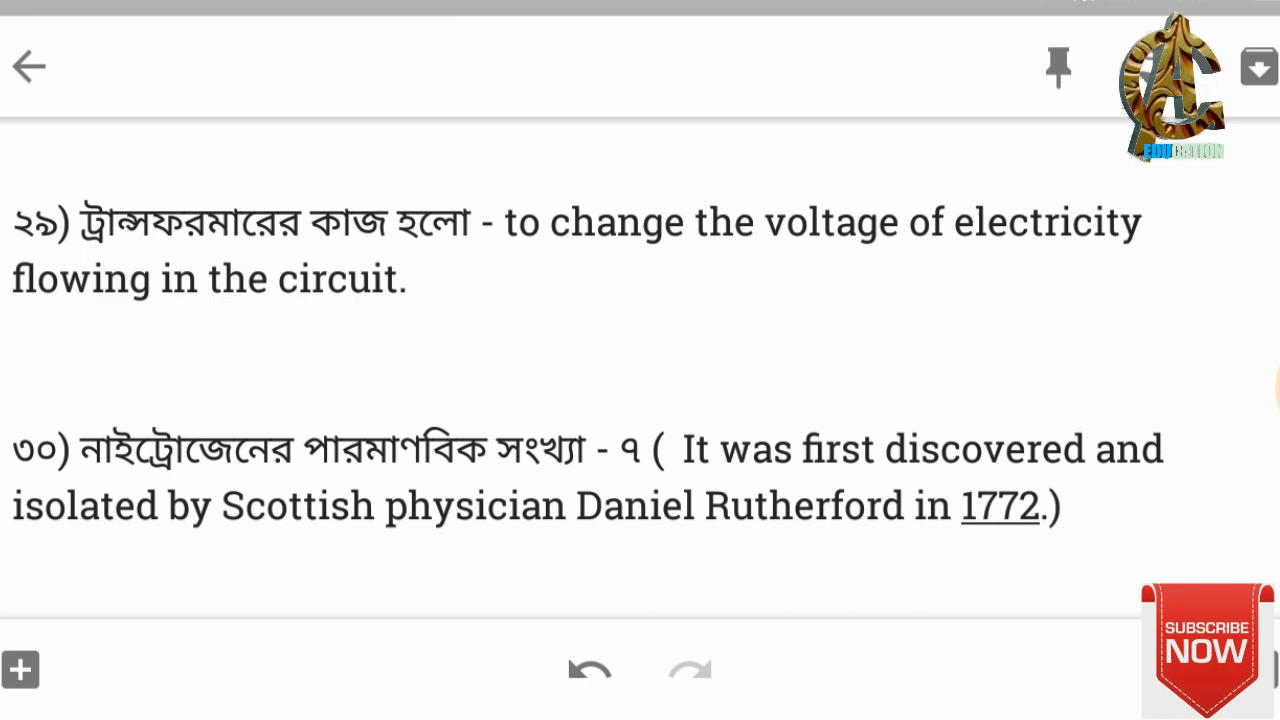 EDUCATION
২৯) ট্রান্সফরমারের কাজ হলো - to change the voltage of electricity
flowing in the circuit.
৩০) নাইট্রোজেনের পারমাণবিক সংখ্যা - ৭ ( It was first discovered and
isolated by Scottish physician Daniel Rutherford in 1772.)
SUBSCRIBE
NOW